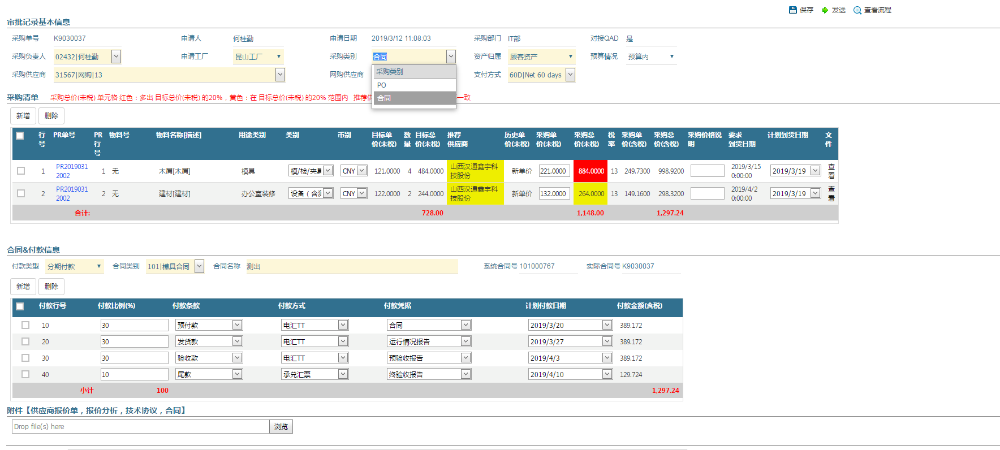 保存 发送 查看流程
审批记录基本信息
采购单号 K9030037 申请人 何桂勤 申请日期 2019/3/12 11:08:03 采购部门 IT部 对接QAD 是
采购负责人 02432|何桂勤 申请工厂 昆山工厂 采购类别 合同 资产归属 顾客资产 预算情况 预算内
采购供应商 31567|网购|13 网购供应商 支付方式 60D|Net 60 days
采购类别
PO
合同
采购清单 采购总价(未税) 单元格 红色：多出 目标总价(未税) 的20%，黄色：在 目标总价(未税) 的20% 范围内 推荐供 一致
新增 删除
行号 PR单号 PR行号 物料号 物料名称[描述] 用途类别 类别 币别 目标单价(未税) 数量 目标总价(未税) 推荐供应商 历史单价(未税) 采购单价(未税) 采购总价(未税) 税率 采购单价(含税) 采购总价(含税) 采购价格说明 要求到货日期 计划到货日期 文件
1 PR20190312002 1 无 木屑[木屑] 模具 模/检/夹具 CNY 121.0000 4 484.0000 山西汉通鑫宇科技股份 新单价 221.0000 884.0000 13 249.7300 998.9200 2019/3/15 0:00:00 2019/3/19 查看
2 PR20190312002 2 无 建材[建材] 办公室装修 设备（含测 CNY 122.0000 2 244.0000 山西汉通鑫宇科技股份 新单价 132.0000 264.0000 13 149.1600 298.3200 2019/4/2 0:00:00 2019/3/19 查看
合计: 728.00 1,148.00 1,297.24
合同&付款信息
付款类型 分期付款 合同类别 101|模具合同 合同名称 测出 系统合同号 101000767 实际合同号 K9030037
新增 删除
付款行号 付款比例(%) 付款条款 付款方式 付款凭据 计划付款日期 付款金额(含税)
10 30 预付款 电汇TT 合同 2019/3/20 389.172
20 30 发货款 电汇TT 运行情况报告 2019/3/27 389.172
30 30 验收款 电汇TT 预验收报告 2019/4/3 389.172
40 10 尾款 承兑汇票 终验收报告 2019/4/10 129.724
小计 100 1,297.24
附件【供应商报价单，报价分析，技术协议，合同】
Drop file(s) here 浏览